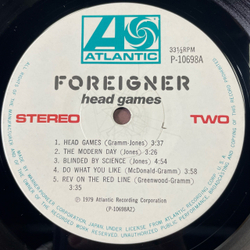 ATLANTIC
33⅓RPM
P-10698A
FOREIGNER
head games
STEREO
TWO
1. HEAD GAMES (Gramm-Jones) 3:37
2. THE MODERN DAY (Jones) 3:26
3. BLINDED BY SCIENCE (Jones) 4:54
4. DO WHAT YOU LIKE (McDonald-Gramm) 3:58
5. REV ON THE RED LINE (Greenwood-Gramm) 3:35
℗ 1979 Atlantic Recording Corporation
(P-10698A2)